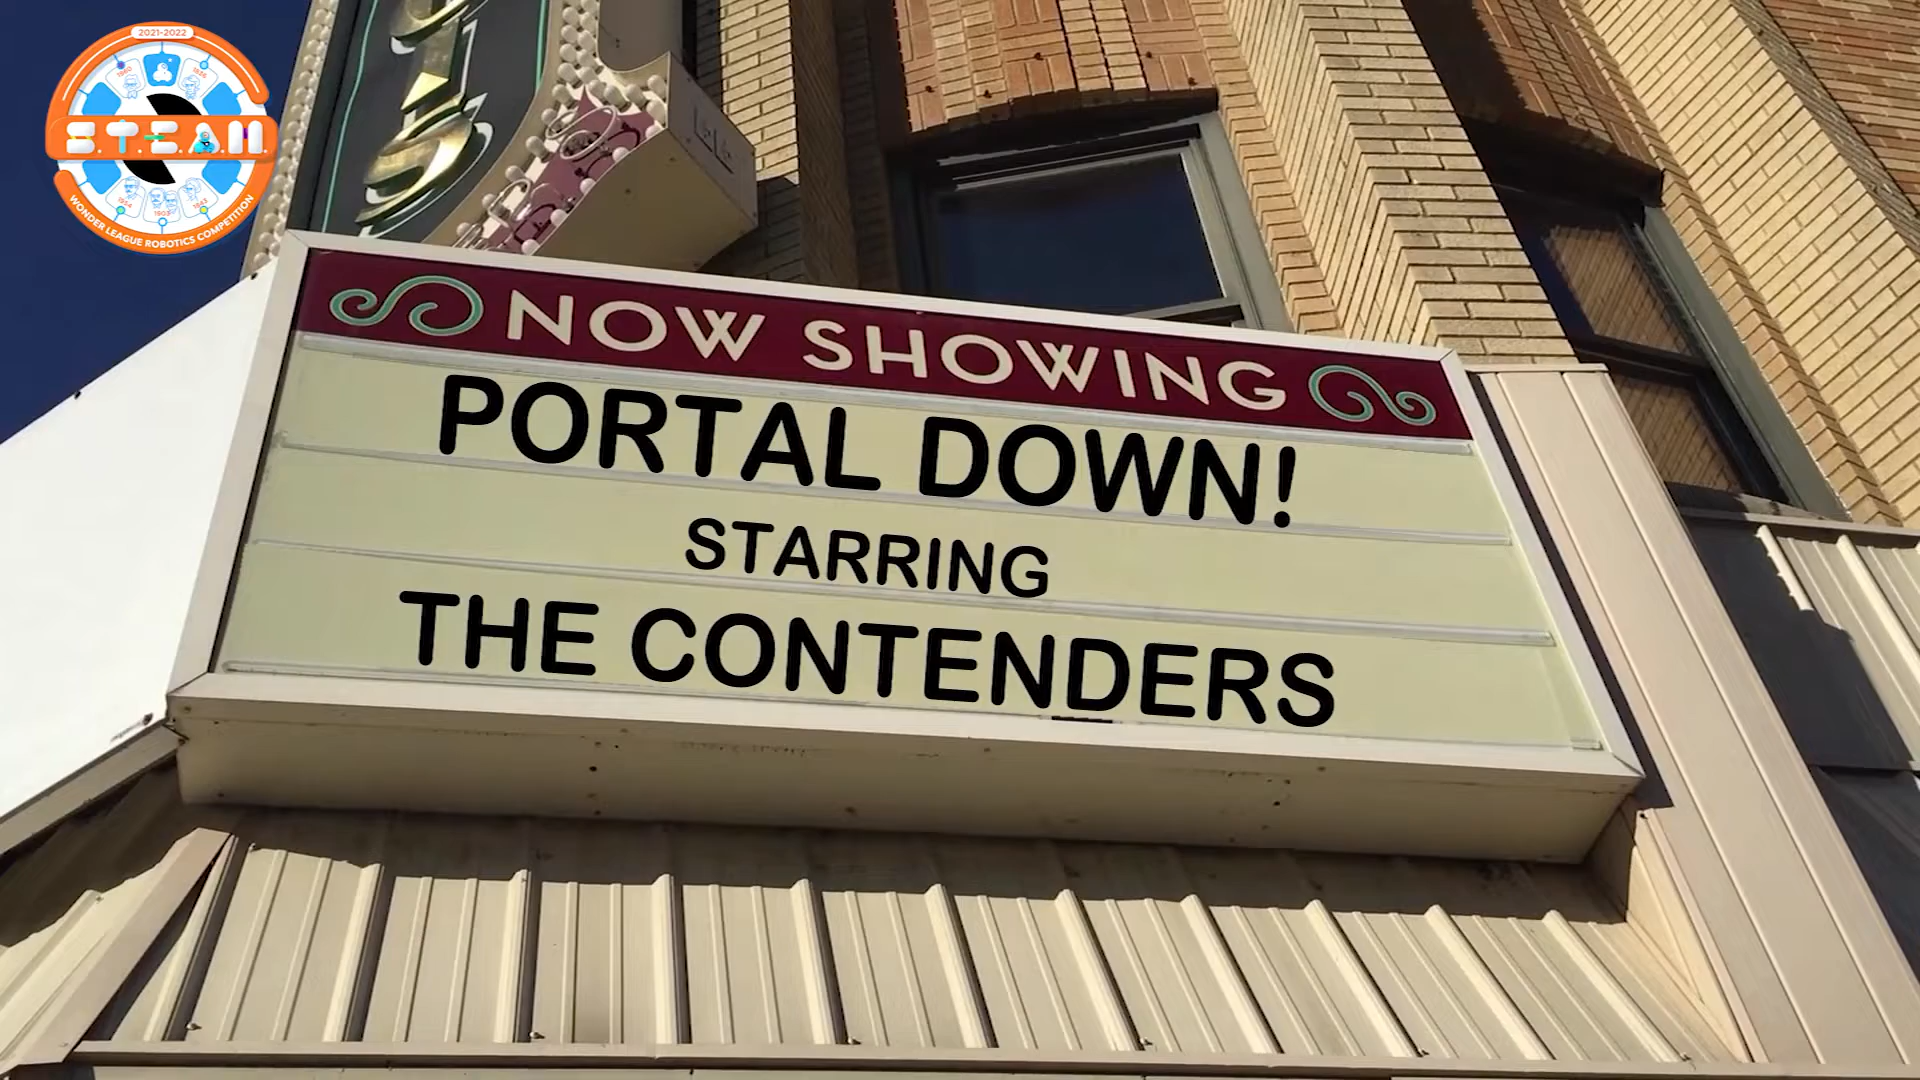 2021-2022
S.T.E.A.M.
WONDER LEAGUE ROBOTICS COMPETITION
NOW SHOWING
PORTAL DOWN!
STARRING
THE CONTENDERS